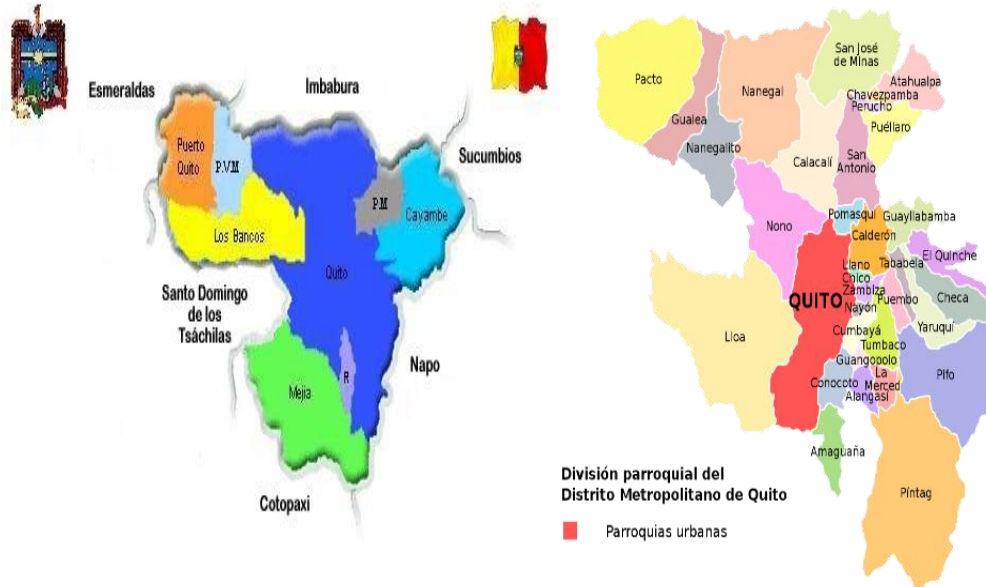 Esmeraldas
Imbabura
Sucumbios
Puerto
Quito
P.V.M
P.M
Cayambe
Los Bancos
Quito
Santo Domingo
de los
Tsáchilas
Napo
Mejia
R
Cotopaxi
Pacto
Gualea
Nanegalito
Nanegal
San José
de Minas
Atahualpa
Chavezpamba
Perucho
Puéllaro
Calacalí
San
Antonio
Nono
Pomasqui
Calderón
Guayllabamba
El Quinche
Llano
Chico
Tababela
Zámbiza
Checa
QUITO
Nayón
Puembo
Yaruquí
Lloa
Cumbayá
Tumbaco
Guangopolo
Pifo
Conocoto
La
Merced
Alangasí
Amaguaña
Píntag
División parroquial del
Distrito Metropolitano de Quito
Parroquias urbanas